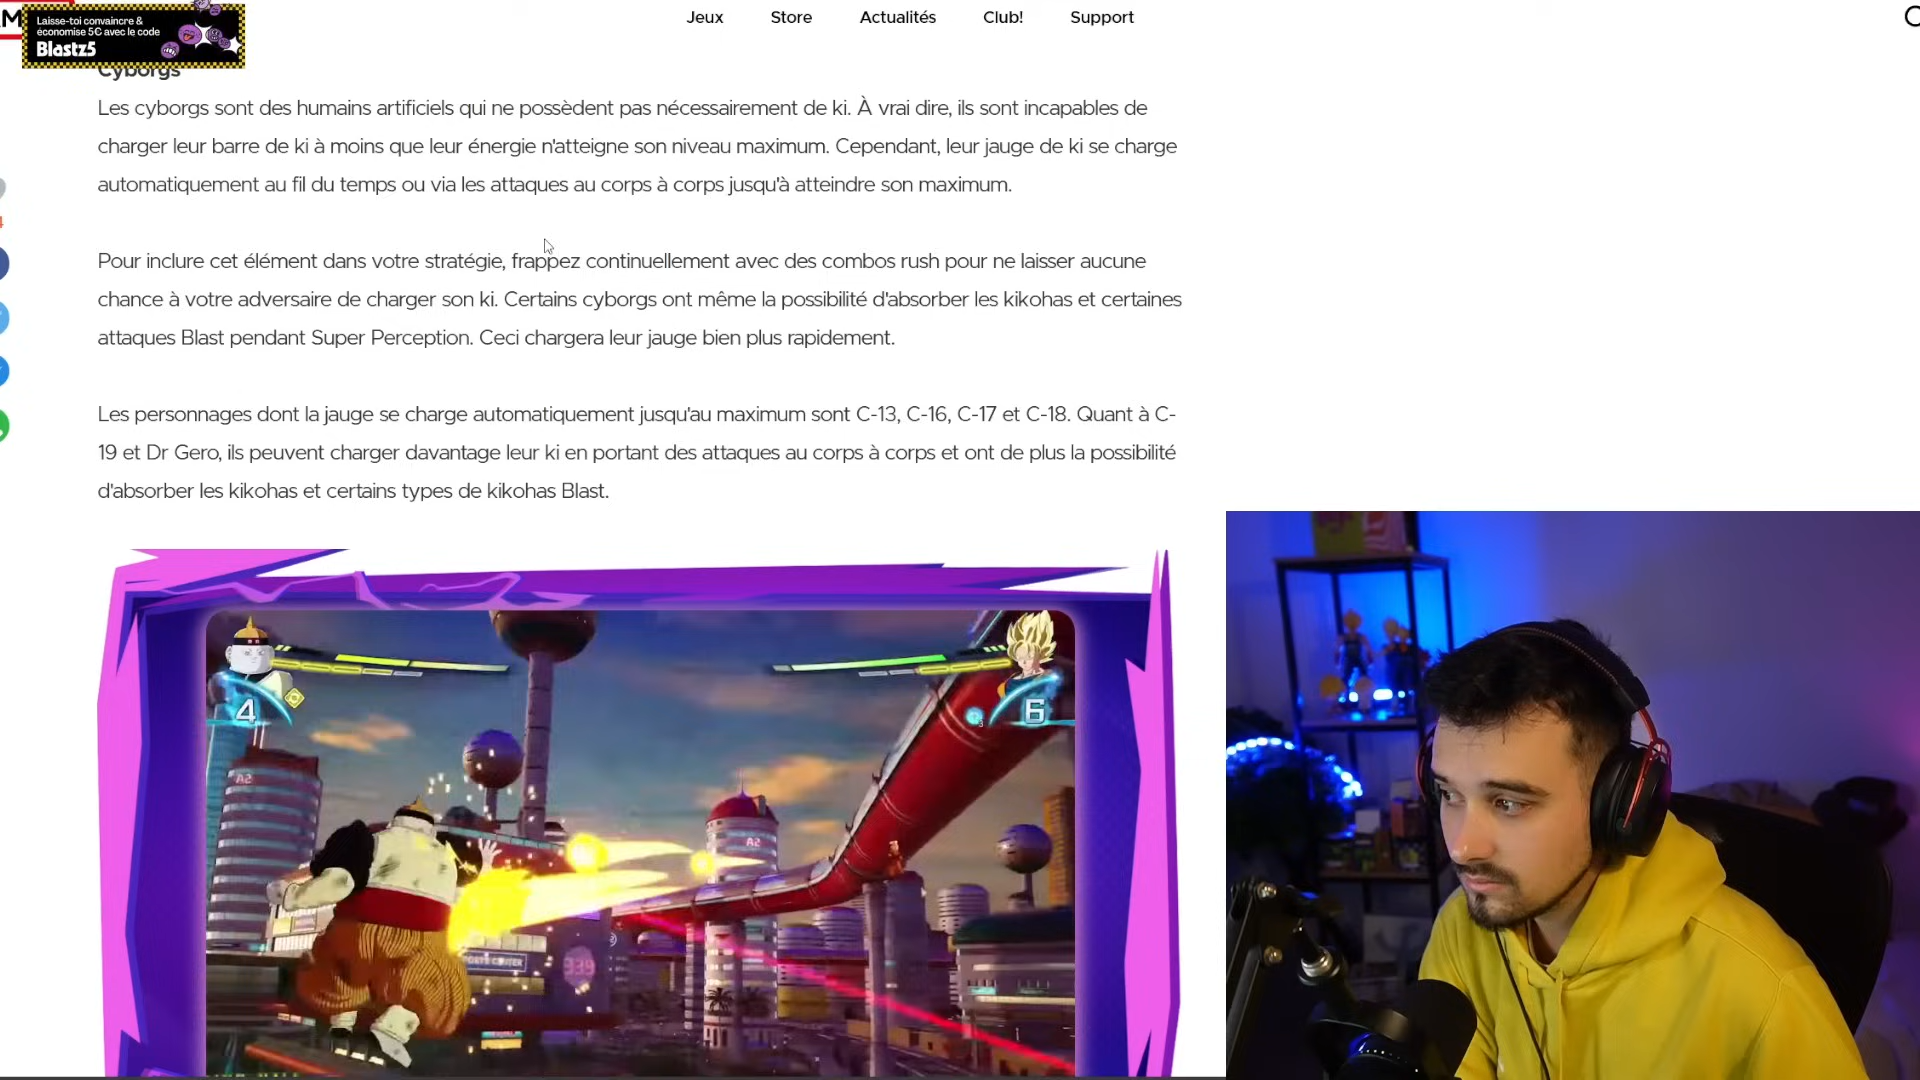 Laisse-toi convaincre &
économise 5€ avec le code
Blastz5
Jeux
Store
Actualités
Club!
Support
Cyborgs
Les cyborgs sont des humains artificiels qui ne possèdent pas nécessairement de ki. À vrai dire, ils sont incapables de
charger leur barre de ki à moins que leur énergie n'atteigne son niveau maximum. Cependant, leur jauge de ki se charge
automatiquement au fil du temps ou via les attaques au corps à corps jusqu'à atteindre son maximum.
Pour inclure cet élément dans votre stratégie, frappez continuellement avec des combos rush pour ne laisser aucune
chance à votre adversaire de charger son ki. Certains cyborgs ont même la possibilité d'absorber les kikohas et certaines
attaques Blast pendant Super Perception. Ceci chargera leur jauge bien plus rapidement.
Les personnages dont la jauge se charge automatiquement jusqu'au maximum sont C-13, C-16, C-17 et C-18. Quant à C-
19 et Dr Gero, ils peuvent charger davantage leur ki en portant des attaques au corps à corps et ont de plus la possibilité
d'absorber les kikohas et certains types de kikohas Blast.
4
6
A2
A2
339